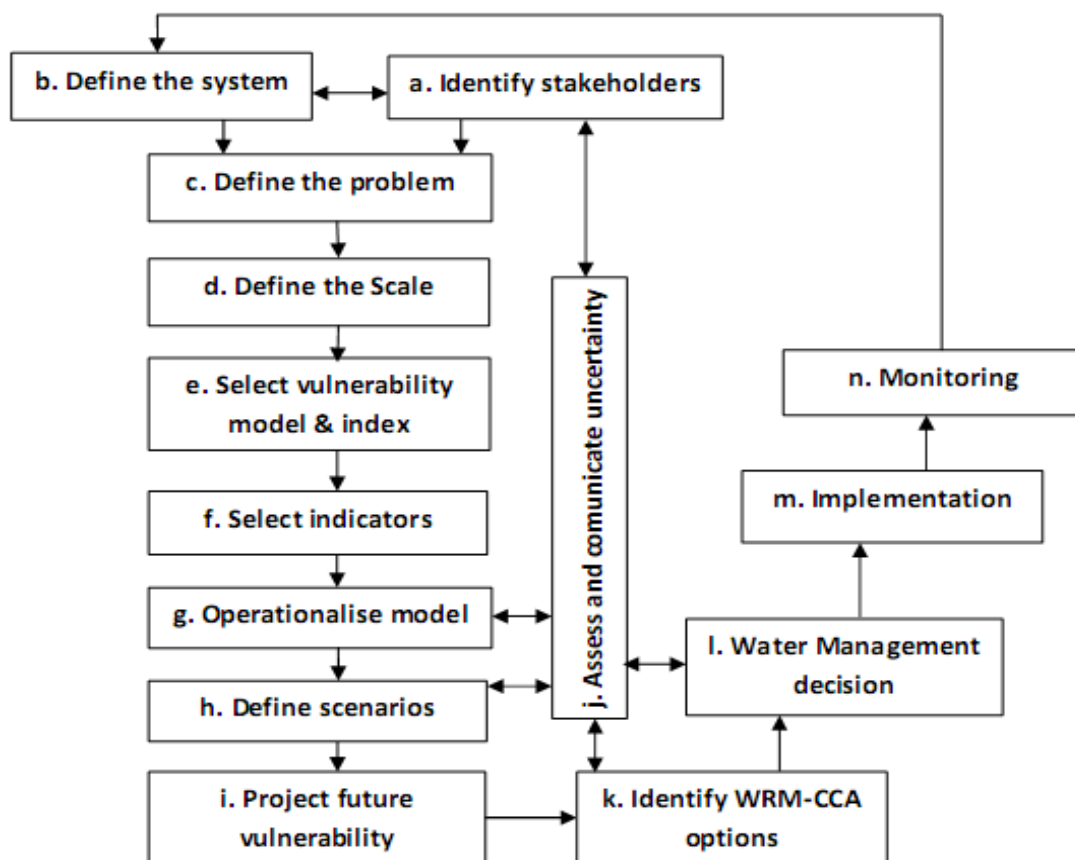 b. Define the system
a. Identify stakeholders
c. Define the problem
d. Define the Scale
e. Select vulnerability
model & index
f. Select indicators
g. Operationalise model
h. Define scenarios
i. Project future
vulnerability
j. Assess and comunicate uncertainty
k. Identify WRM-CCA
options
l. Water Management
decision
m. Implementation
n. Monitoring